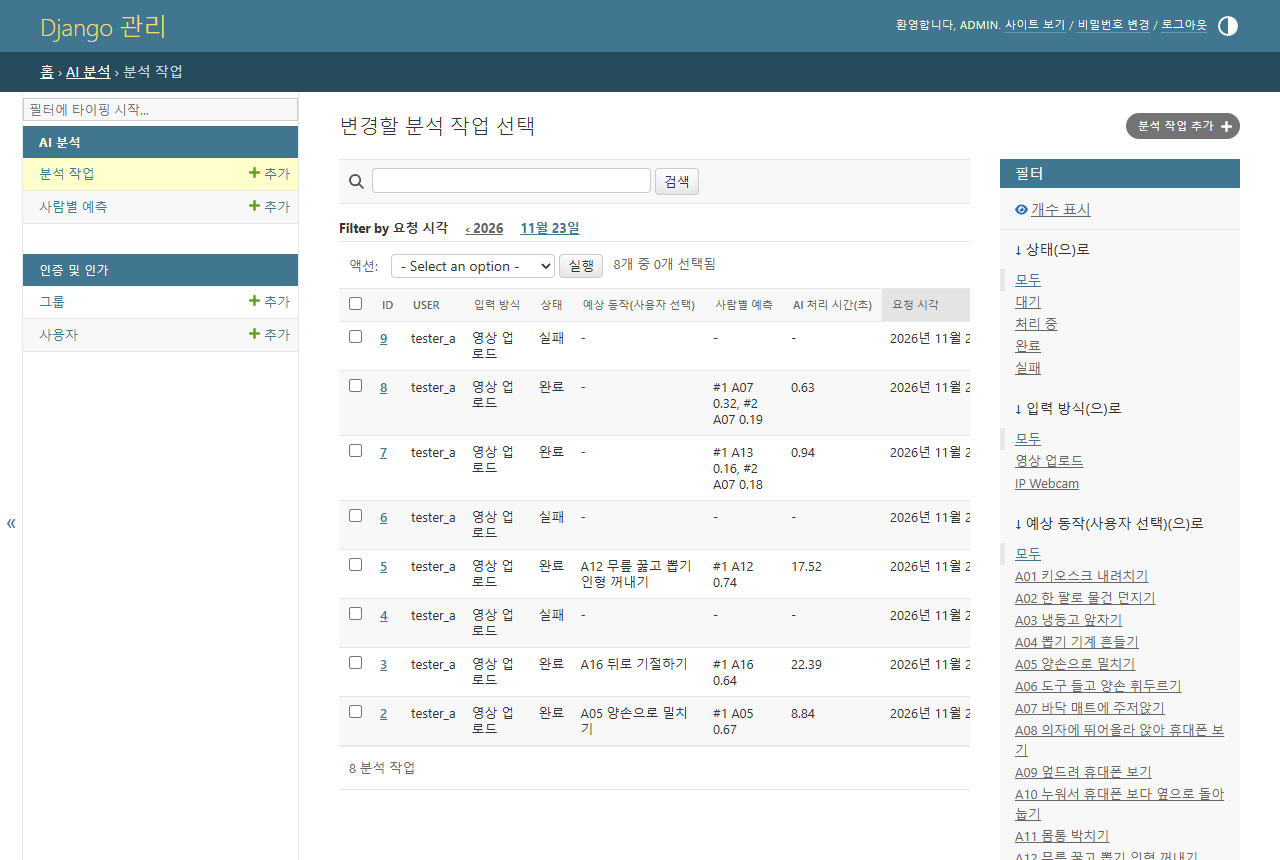 Django 관리
환영합니다, ADMIN. 사이트 보기 / 비밀번호 변경 / 로그아웃
홈 › AI 분석 › 분석 작업
필터에 타이핑 시작...
AI 분석
분석 작업 추가
사람별 예측 추가
인증 및 인가
그룹 추가
사용자 추가
«
변경할 분석 작업 선택
분석 작업 추가
검색
Filter by 요청 시각 ‹ 2026 11월 23일
액션: - Select an option - 실행 8개 중 0개 선택됨
ID USER 입력 방식 상태 예상 동작(사용자 선택) 사람별 예측 AI 처리 시간(초) 요청 시각
9 tester_a 영상 업 실패 - - - 2026년 11월 2
로드
8 tester_a 영상 업 완료 - #1 A07 0.63 2026년 11월 2
로드 0.32, #2
A07 0.19
7 tester_a 영상 업 완료 - #1 A13 0.94 2026년 11월 2
로드 0.16, #2
A07 0.18
6 tester_a 영상 업 실패 - - - 2026년 11월 2
로드
5 tester_a 영상 업 완료 A12 무릎 꿇고 뽑기 #1 A12 17.52 2026년 11월 2
로드 인형 꺼내기 0.74
4 tester_a 영상 업 실패 - - - 2026년 11월 2
로드
3 tester_a 영상 업 완료 A16 뒤로 기절하기 #1 A16 22.39 2026년 11월 2
로드 0.64
2 tester_a 영상 업 완료 A05 양손으로 밀치 #1 A05 8.84 2026년 11월 2
로드 기 0.67
8 분석 작업
필터
개수 표시
↓ 상태(으)로
모두
대기
처리 중
완료
실패
↓ 입력 방식(으)로
모두
영상 업로드
IP Webcam
↓ 예상 동작(사용자 선택)(으)로
모두
A01 키오스크 내려치기
A02 한 팔로 물건 던지기
A03 냉동고 앞차기
A04 뽑기 기계 흔들기
A05 양손으로 밀치기
A06 도구 들고 양손 휘두르기
A07 바닥 매트에 주저앉기
A08 의자에 뛰어올라 앉아 휴대폰 보
기
A09 엎드려 휴대폰 보기
A10 누워서 휴대폰 보다 옆으로 돌아
눕기
A11 몸통 박치기
A12 무릎 꿇고 뽑기 인형 꺼내기